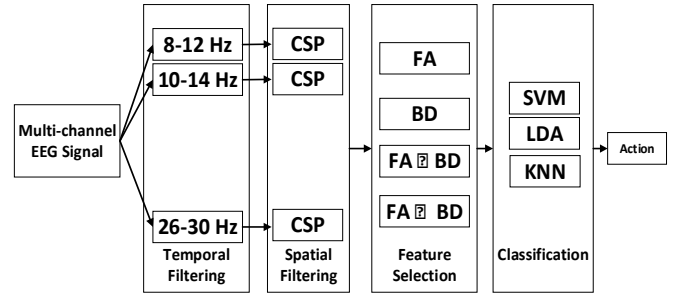 Multi-channel
EEG Signal
8-12 Hz
10-14 Hz
26-30 Hz
Temporal
Filtering
CSP
CSP
CSP
Spatial
Filtering
FA
BD
FA ⍰ BD
FA ⍰ BD
Feature
Selection
SVM
LDA
KNN
Classification
Action